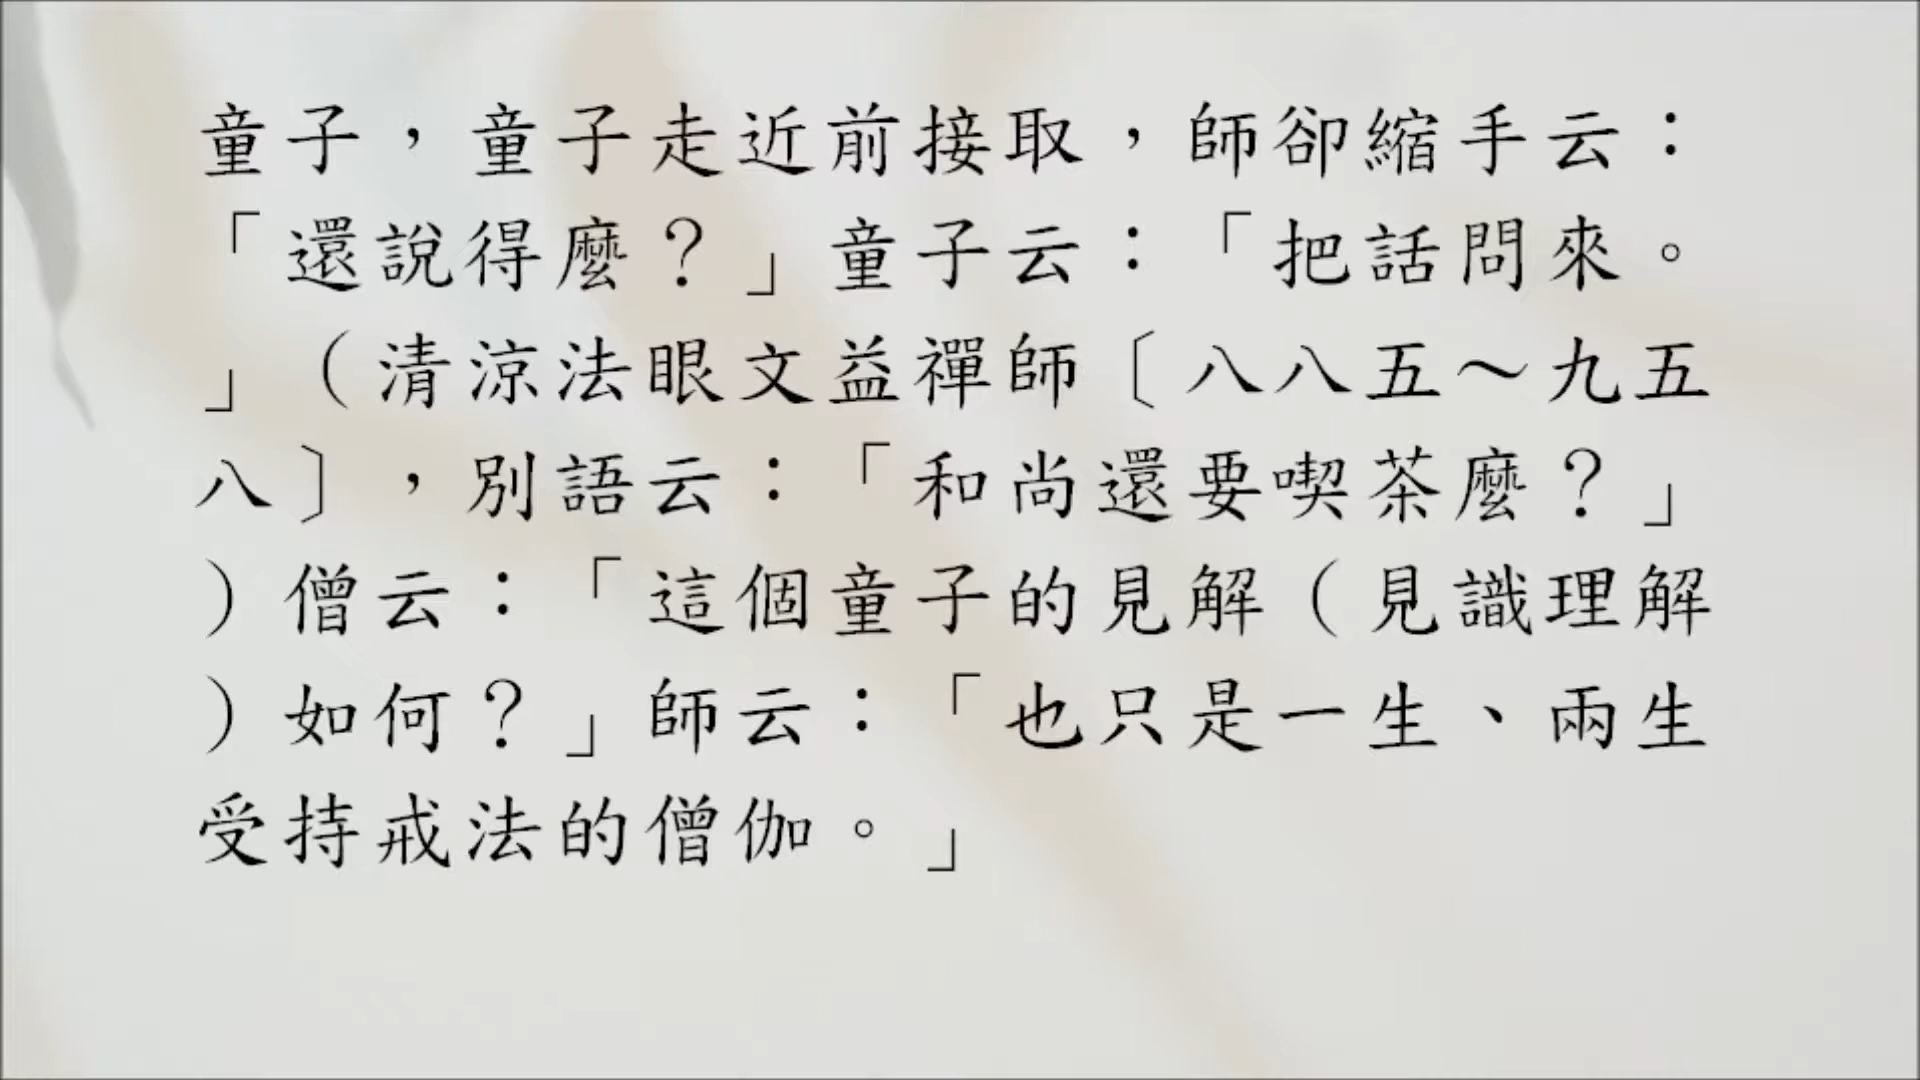 童子，童子走近前接取，師卻縮手云：
「還說得麼？」童子云：「把話問來。
」（清涼法眼文益禪師〔八八五～九五
八〕，別語云：「和尚還要喫茶麼？」
）僧云：「這個童子的見解（見識理解
）如何？」師云：「也只是一生、兩生
受持戒法的僧伽。」